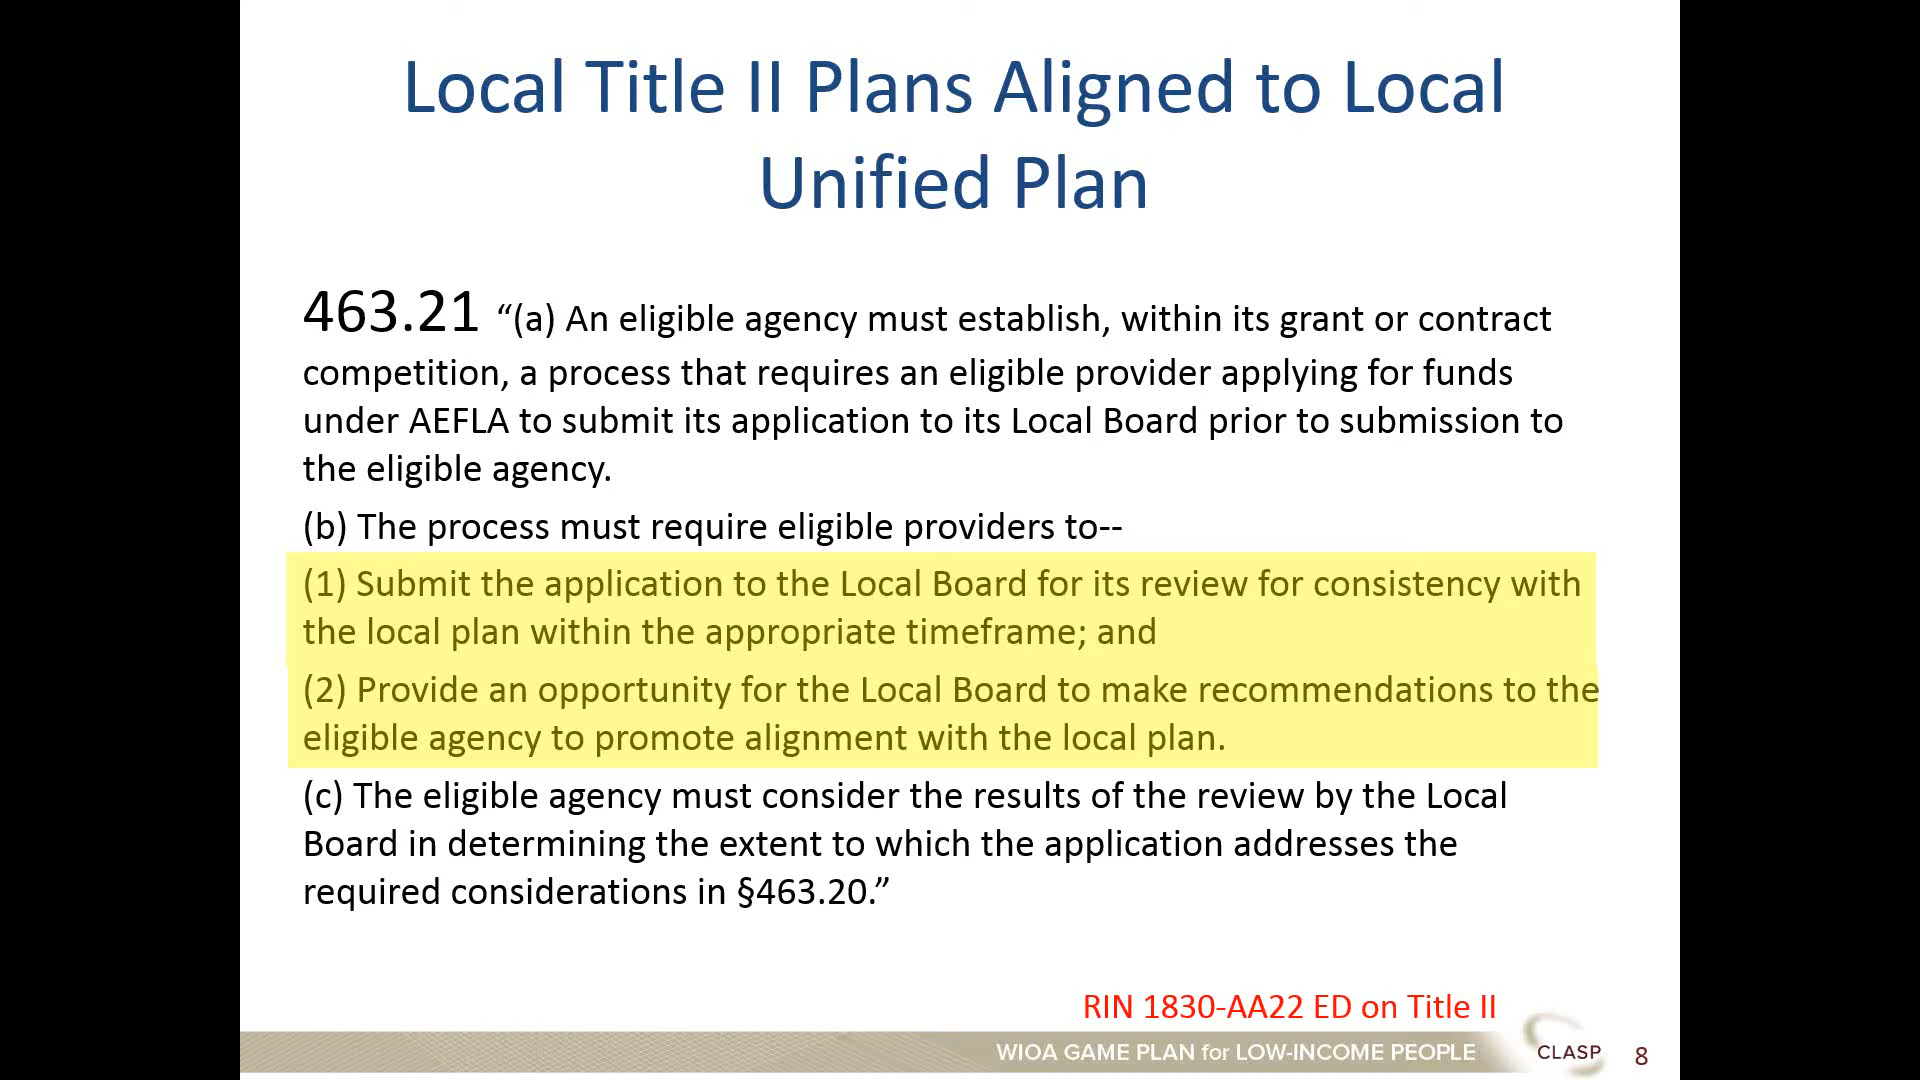 Local Title II Plans Aligned to Local
Unified Plan
463.21 “(a) An eligible agency must establish, within its grant or contract
competition, a process that requires an eligible provider applying for funds
under AEFLA to submit its application to its Local Board prior to submission to
the eligible agency.
(b) The process must require eligible providers to--
(1) Submit the application to the Local Board for its review for consistency with
the local plan within the appropriate timeframe; and
(2) Provide an opportunity for the Local Board to make recommendations to the
eligible agency to promote alignment with the local plan.
(c) The eligible agency must consider the results of the review by the Local
Board in determining the extent to which the application addresses the
required considerations in §463.20.”
RIN 1830-AA22 ED on Title II
WIOA GAME PLAN for LOW-INCOME PEOPLE
CLASP
8